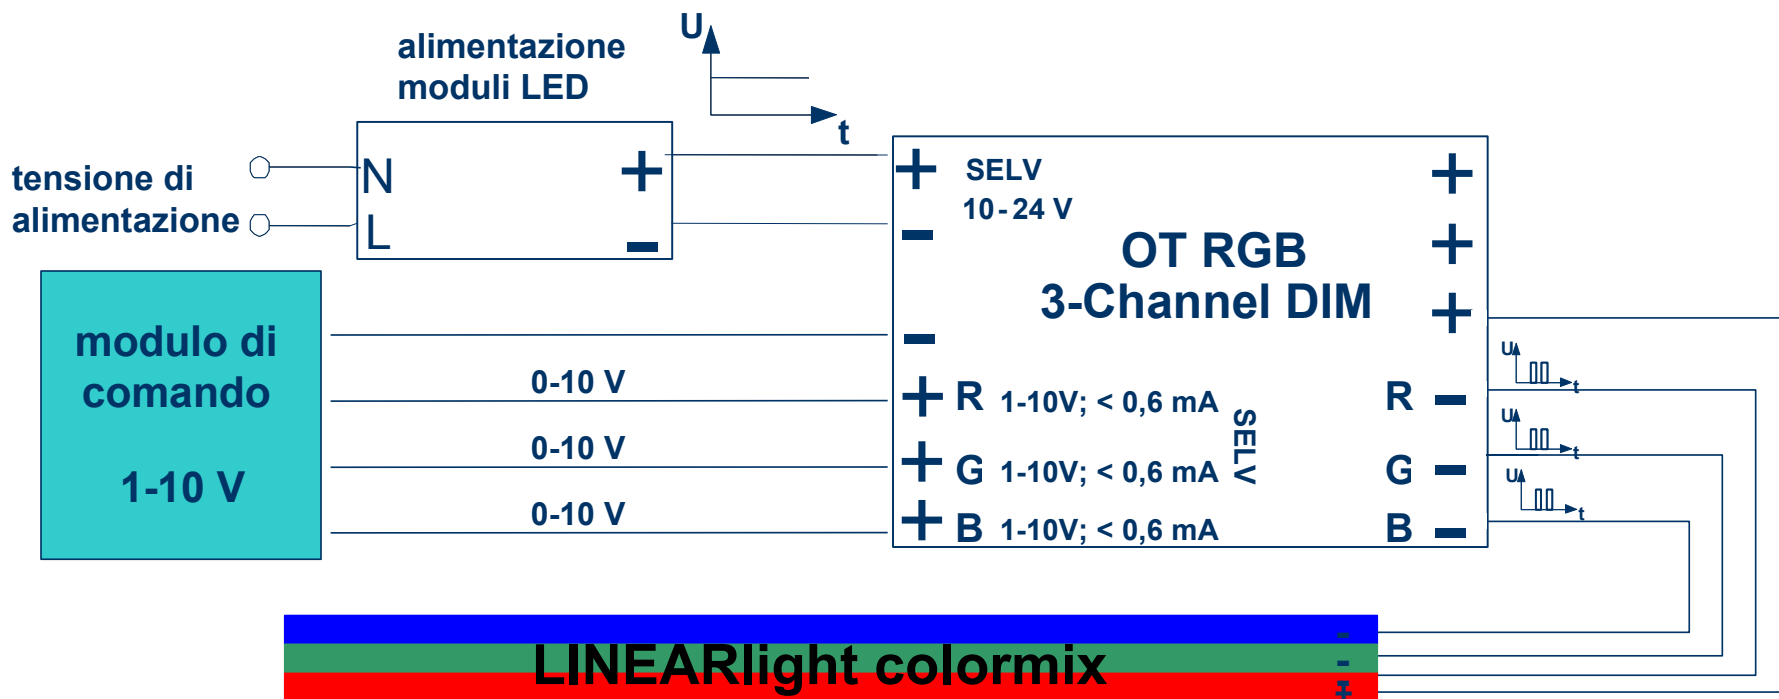 alimentazione
moduli LED
U
t
tensione di
alimentazione
N
L
+
-
+
-
SELV
10-24 V
OT RGB
3-Channel DIM
+
+
+
modulo di
comando
1-10 V
-
0-10 V
+ R 1-10V; < 0,6 mA
0-10 V
+ G 1-10V; < 0,6 mA
0-10 V
+ B 1-10V; < 0,6 mA
SELV
R -
G -
B -
U
t
U
t
U
t
LINEARlight colormix
-
-